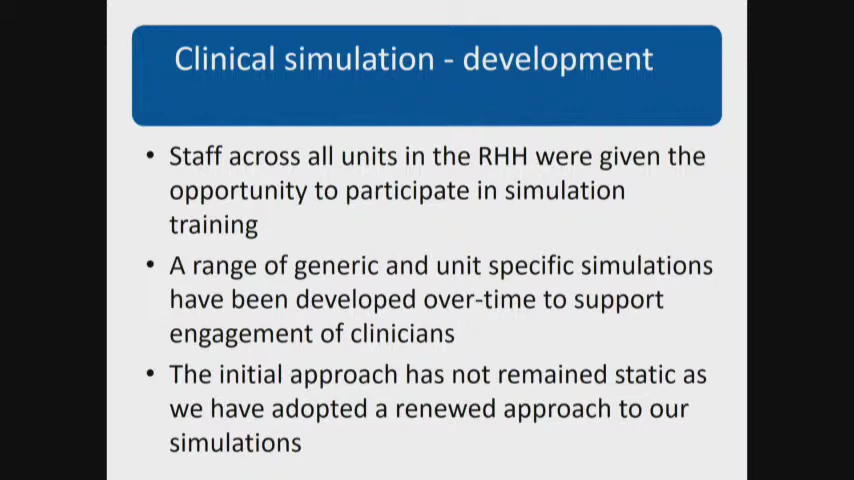 Clinical simulation - development
• Staff across all units in the RHH were given the
opportunity to participate in simulation
training
• A range of generic and unit specific simulations
have been developed over-time to support
engagement of clinicians
• The initial approach has not remained static as
we have adopted a renewed approach to our
simulations